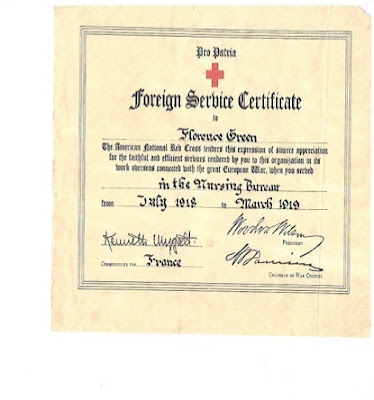 Pro Patria
Foreign Service Certificate
to
Florence Green
The American National Red Cross tenders this expression of sincere appreciation
for the faithful and efficient services rendered by you to this organization in its
work overseas connected with the great European War, when you served
in the Nursing Bureau
from July 1918 to March 1919
Woodrow Wilson
President
Kenneth
Commissioner for France
Chairman of War Council